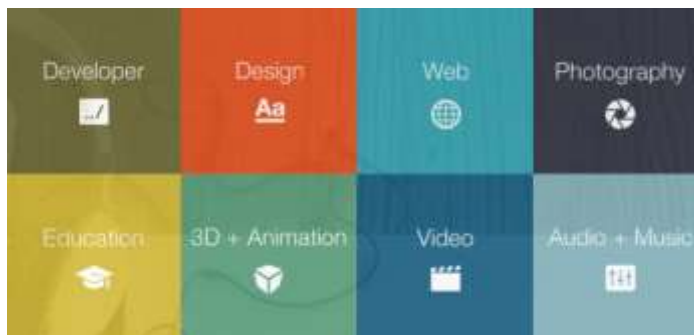 Developer
Design
Web
Photography
../
Aa
Education
3D + Animation
Video
Audio + Music